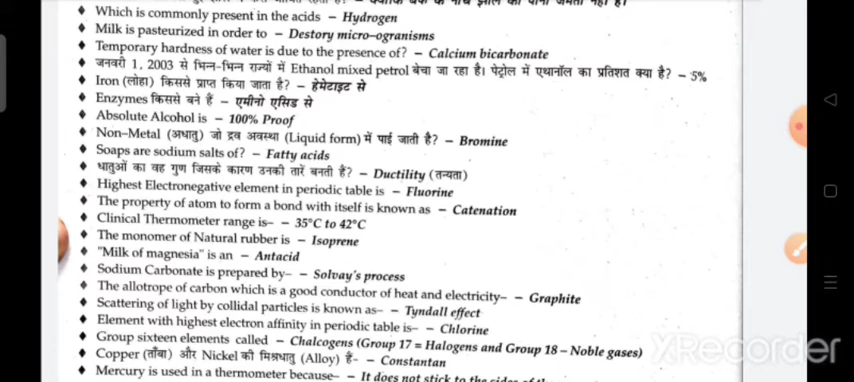 ♦ Which is commonly present in the acids – Hydrogen
♦ Milk is pasteurized in order to – Destory micro-ogranisms
♦ Temporary hardness of water is due to the presence of? – Calcium bicarbonate
♦ जनवरी 1, 2003 से भिन्न-भिन्न राज्यों में Ethanol mixed petrol बेचा जा रहा है। पेट्रोल में एथानॉल का प्रतिशत क्या है? – 5%
♦ Iron (लोहा) किससे प्राप्त किया जाता है? – हेमेटाइट से
♦ Enzymes किससे बने हैं – एमीनो एसिड से
♦ Absolute Alcohol is – 100% Proof
♦ Non-Metal (अधातु) जो द्रव अवस्था (Liquid form) में पाई जाती है? – Bromine
♦ Soaps are sodium salts of? – Fatty acids
♦ धातुओं का वह गुण जिसके कारण उनकी तारें बनती हैं? – Ductility (तन्यता)
♦ Highest Electronegative element in periodic table is – Fluorine
♦ The property of atom to form a bond with itself is known as – Catenation
♦ Clinical Thermometer range is- – 35°C to 42°C
♦ The monomer of Natural rubber is – Isoprene
♦ "Milk of magnesia" is an – Antacid
♦ Sodium Carbonate is prepared by- – Solvay's process
♦ The allotrope of carbon which is a good conductor of heat and electricity- – Graphite
♦ Scattering of light by collidal particles is known as- – Tyndall effect
♦ Element with highest electron affinity in periodic table is- – Chlorine
♦ Group sixteen elements called – Chalcogens (Group 17 = Halogens and Group 18 – Noble gases)
♦ Copper (ताँबा) और Nickel की मिश्रधातु (Alloy) हैं- – Constantan
♦ Mercury is used in a thermometer because- – It does not stick to the sides of
XRecorder